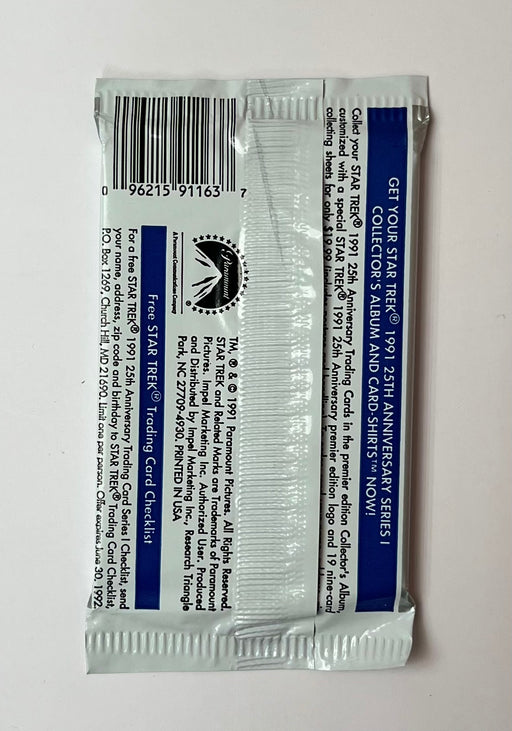 GET YOUR STAR TREK® 1991 25TH ANNIVERSARY SERIES I
COLLECTOR'S ALBUM AND CARD-SHIRTS™ NOW!
Collect your STAR TREK® 1991 25th Anniversary Trading Cards in the premier edition Collector's Album,
customized with a special STAR TREK® 1991 25th Anniversary premier edition logo and 19 nine-card
collecting sheets for only $19.99
TM, ® & © 1991 Paramount Pictures. All Rights Reserved.
STAR TREK and Related Marks are Trademarks of Paramount
Pictures. Impel Marketing Inc. Authorized User. Produced
and Distributed by Impel Marketing Inc., Research Triangle
Park, NC 27709-4930. PRINTED IN USA
Paramount
®
A Paramount Communications Company
Free STAR TREK® Trading Card Checklist
For a free STAR TREK® 1991 25th Anniversary Trading Card Series I Checklist, send
your name, address, zip code and birthday to STAR TREK® Trading Card Checklist,
P.O. Box 1269, Church Hill, MD 21690. Limit one per person. Offer expires June 30, 1992
0 96215 91163 7